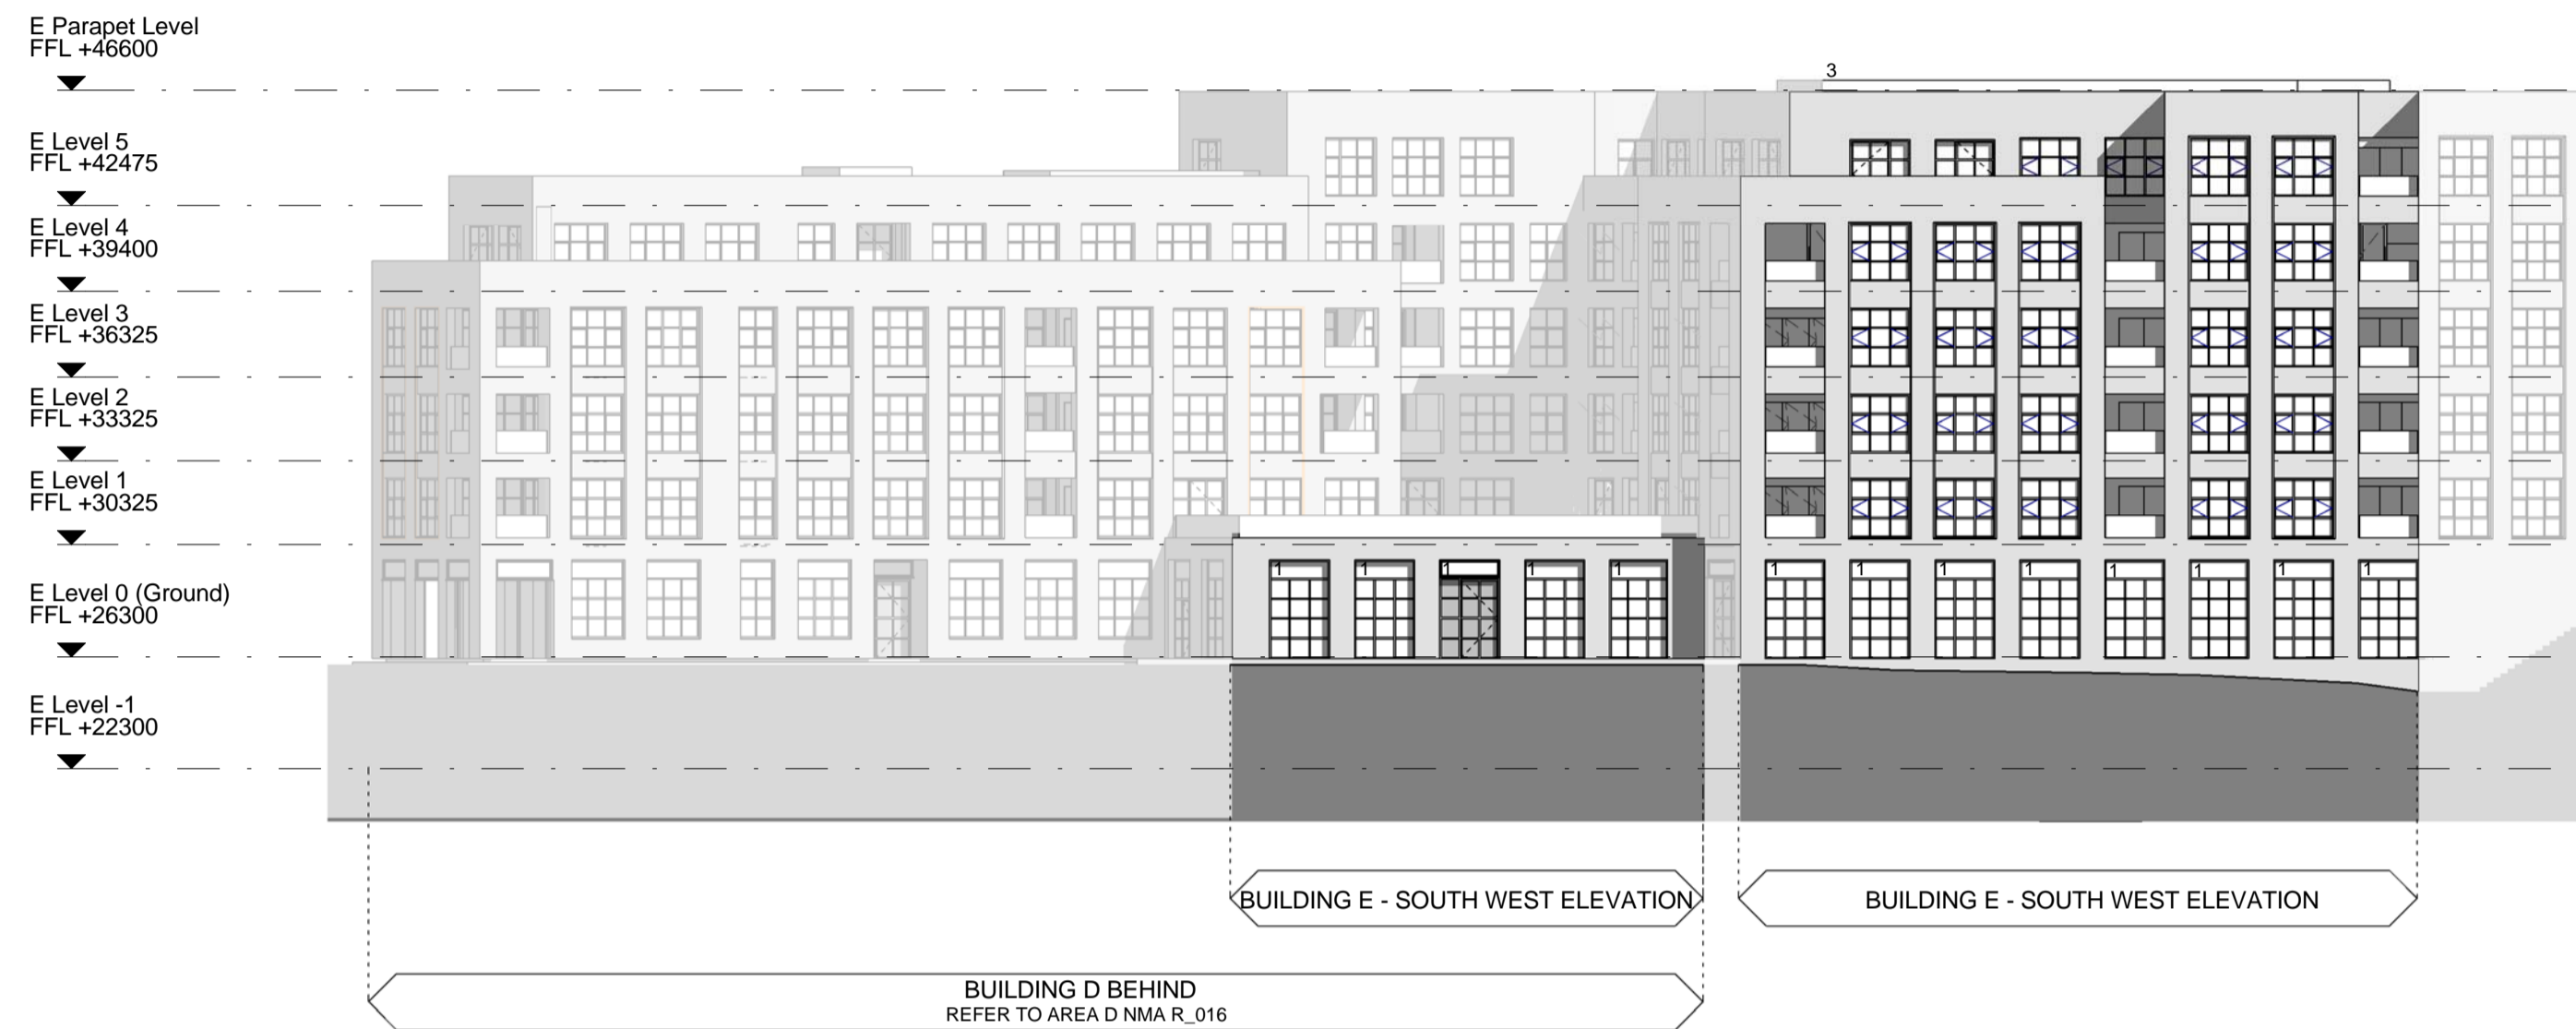 E Parapet Level
FFL +46600
3
E Level 5
FFL +42475
E Level 4
FFL +39400
E Level 3
FFL +36325
E Level 2
FFL +33325
E Level 1
FFL +30325
1 1 1 1 1 1 1 1 1 1 1 1 1
E Level 0 (Ground)
FFL +26300
E Level -1
FFL +22300
BUILDING E - SOUTH WEST ELEVATION
BUILDING E - SOUTH WEST ELEVATION
BUILDING D BEHIND
REFER TO AREA D NMA R_016